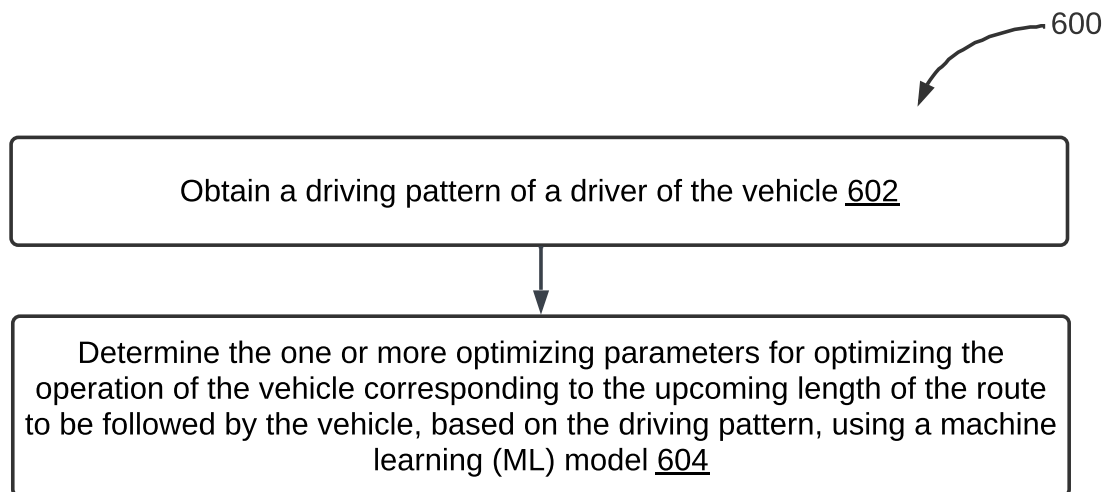 600
Obtain a driving pattern of a driver of the vehicle 602
Determine the one or more optimizing parameters for optimizing the
operation of the vehicle corresponding to the upcoming length of the route
to be followed by the vehicle, based on the driving pattern, using a machine
learning (ML) model 604